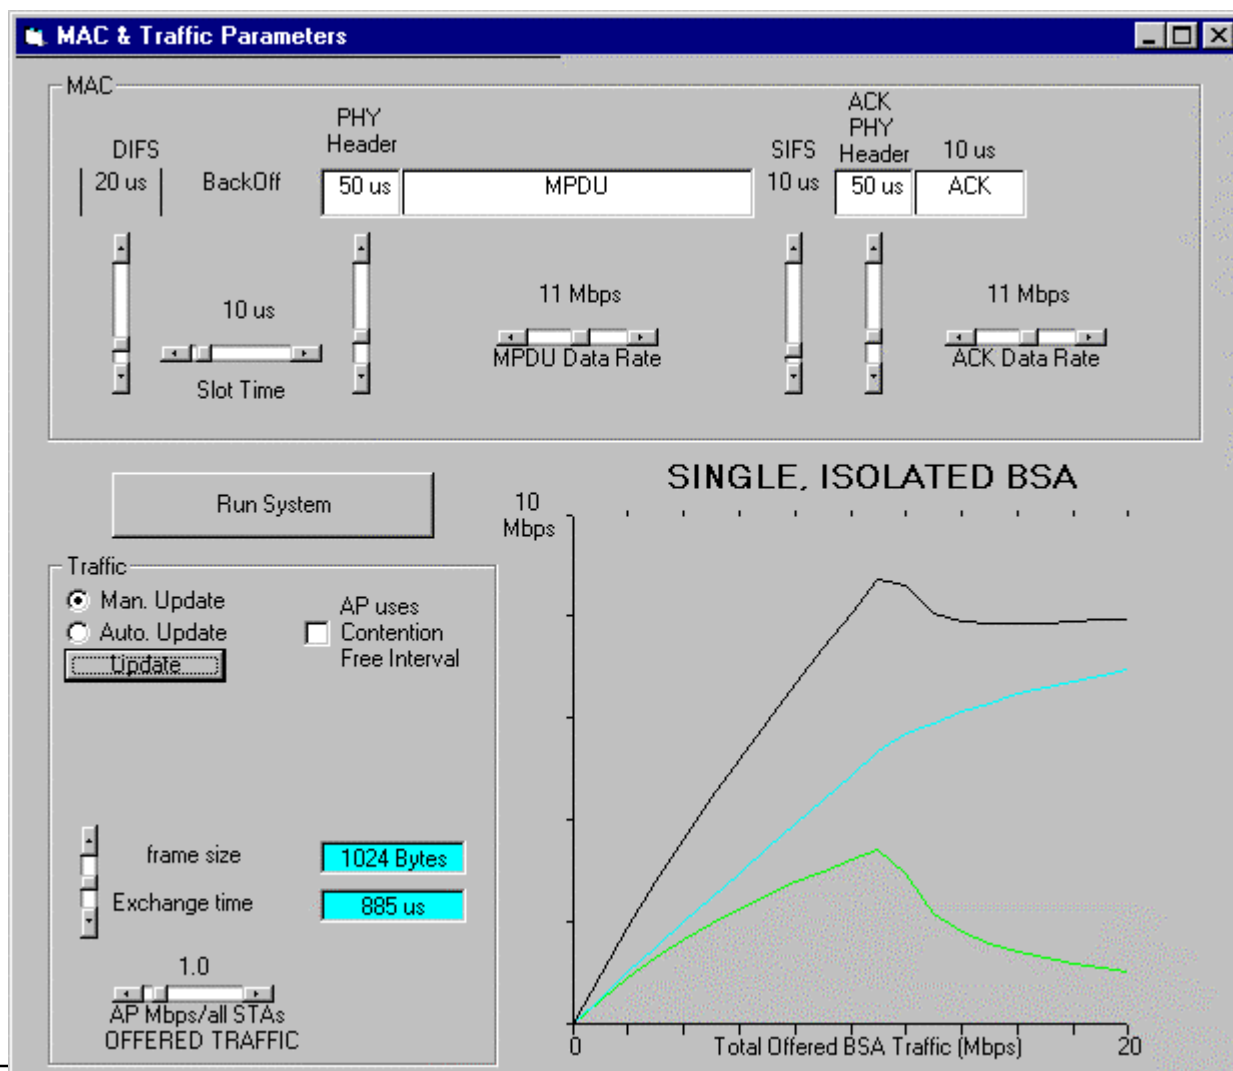 MAC & Traffic Parameters
MAC
DIFS
20 us
BackOff
PHY
Header
50 us
MPDU
SIFS
10 us
ACK
PHY
Header
50 us
10 us
ACK
10 us
Slot Time
11 Mbps
MPDU Data Rate
11 Mbps
ACK Data Rate
Run System
Traffic
Man. Update
Auto. Update
Update
AP uses
Contention
Free Interval
frame size
1024 Bytes
Exchange time
885 us
1.0
AP Mbps/all STAs
OFFERED TRAFFIC
SINGLE, ISOLATED BSA
10
Mbps
0
Total Offered BSA Traffic (Mbps)
20